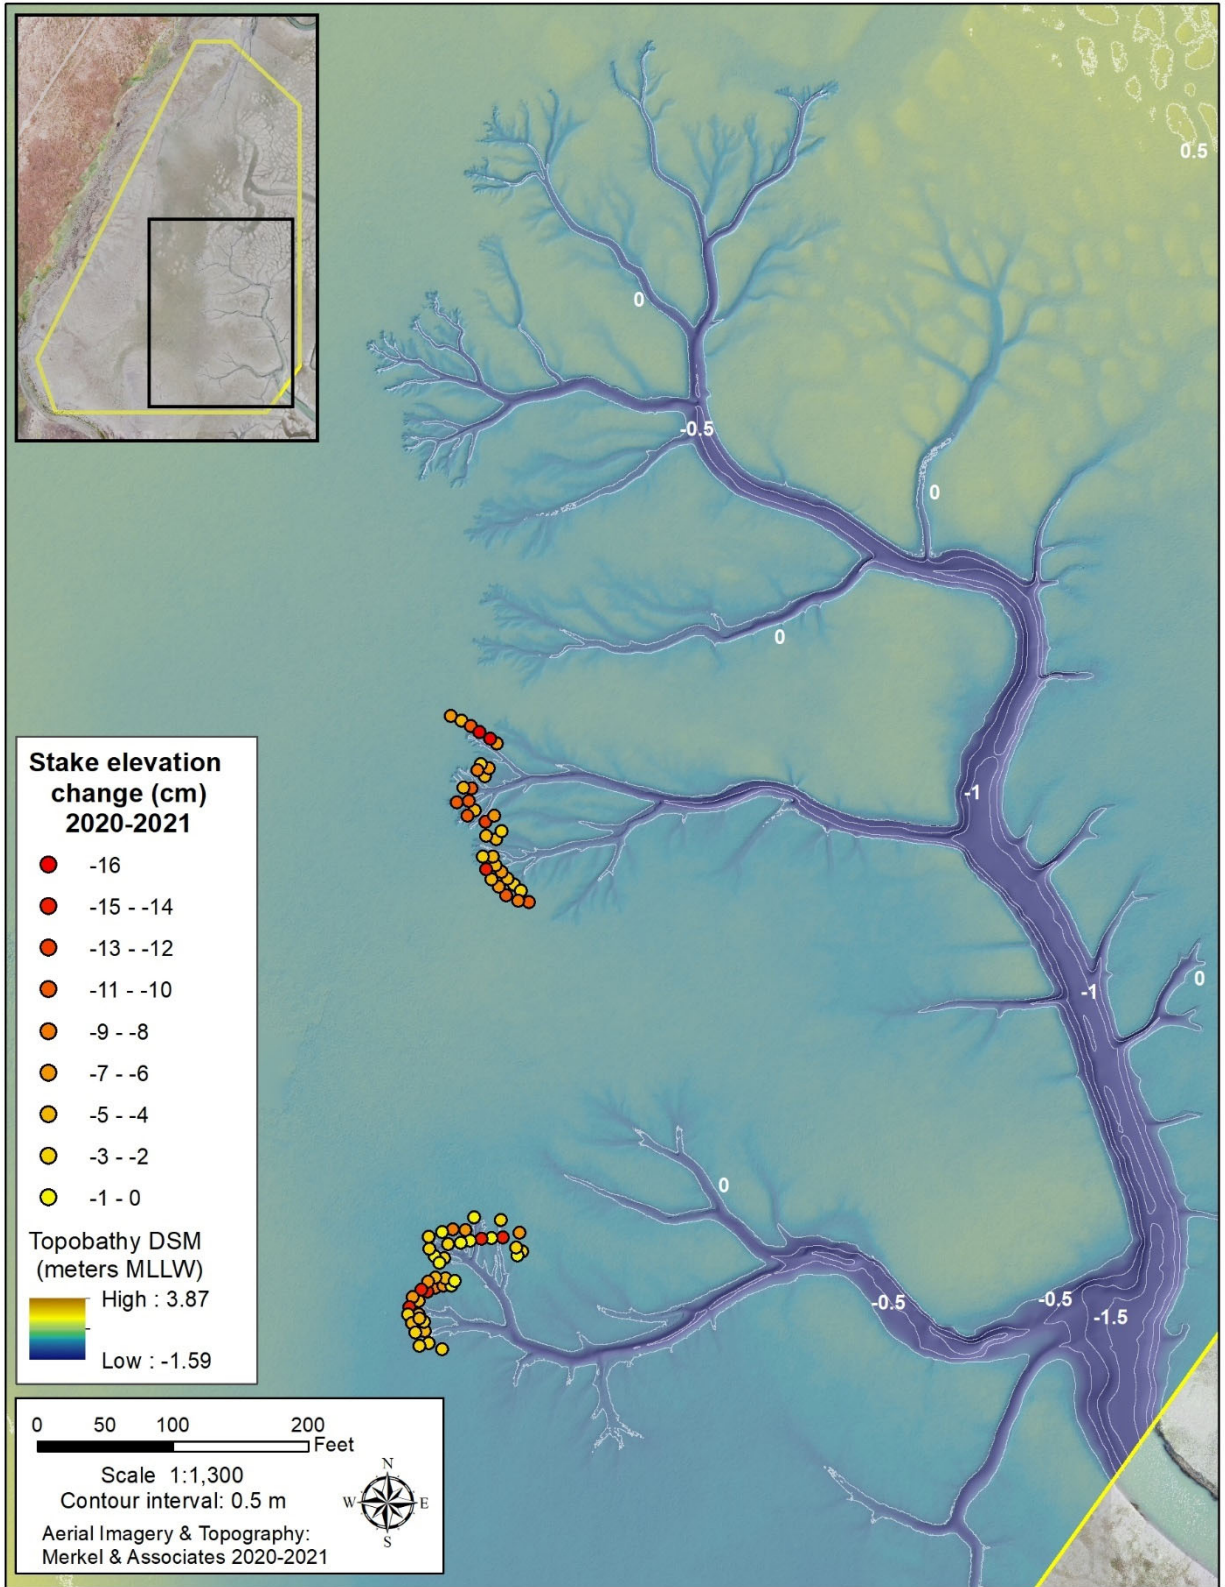 0.5
0
-0.5
0
0
-1
-1
0
0
-0.5
-0.5
-1.5
Stake elevation
change (cm)
2020-2021
-16
-15 - -14
-13 - -12
-11 - -10
-9 - -8
-7 - -6
-5 - -4
-3 - -2
-1 - 0
Topobathy DSM
(meters MLLW)
High : 3.87
Low : -1.59
0 50 100 200
Feet
Scale 1:1,300
Contour interval: 0.5 m
Aerial Imagery & Topography:
Merkel & Associates 2020-2021
N
W E
S